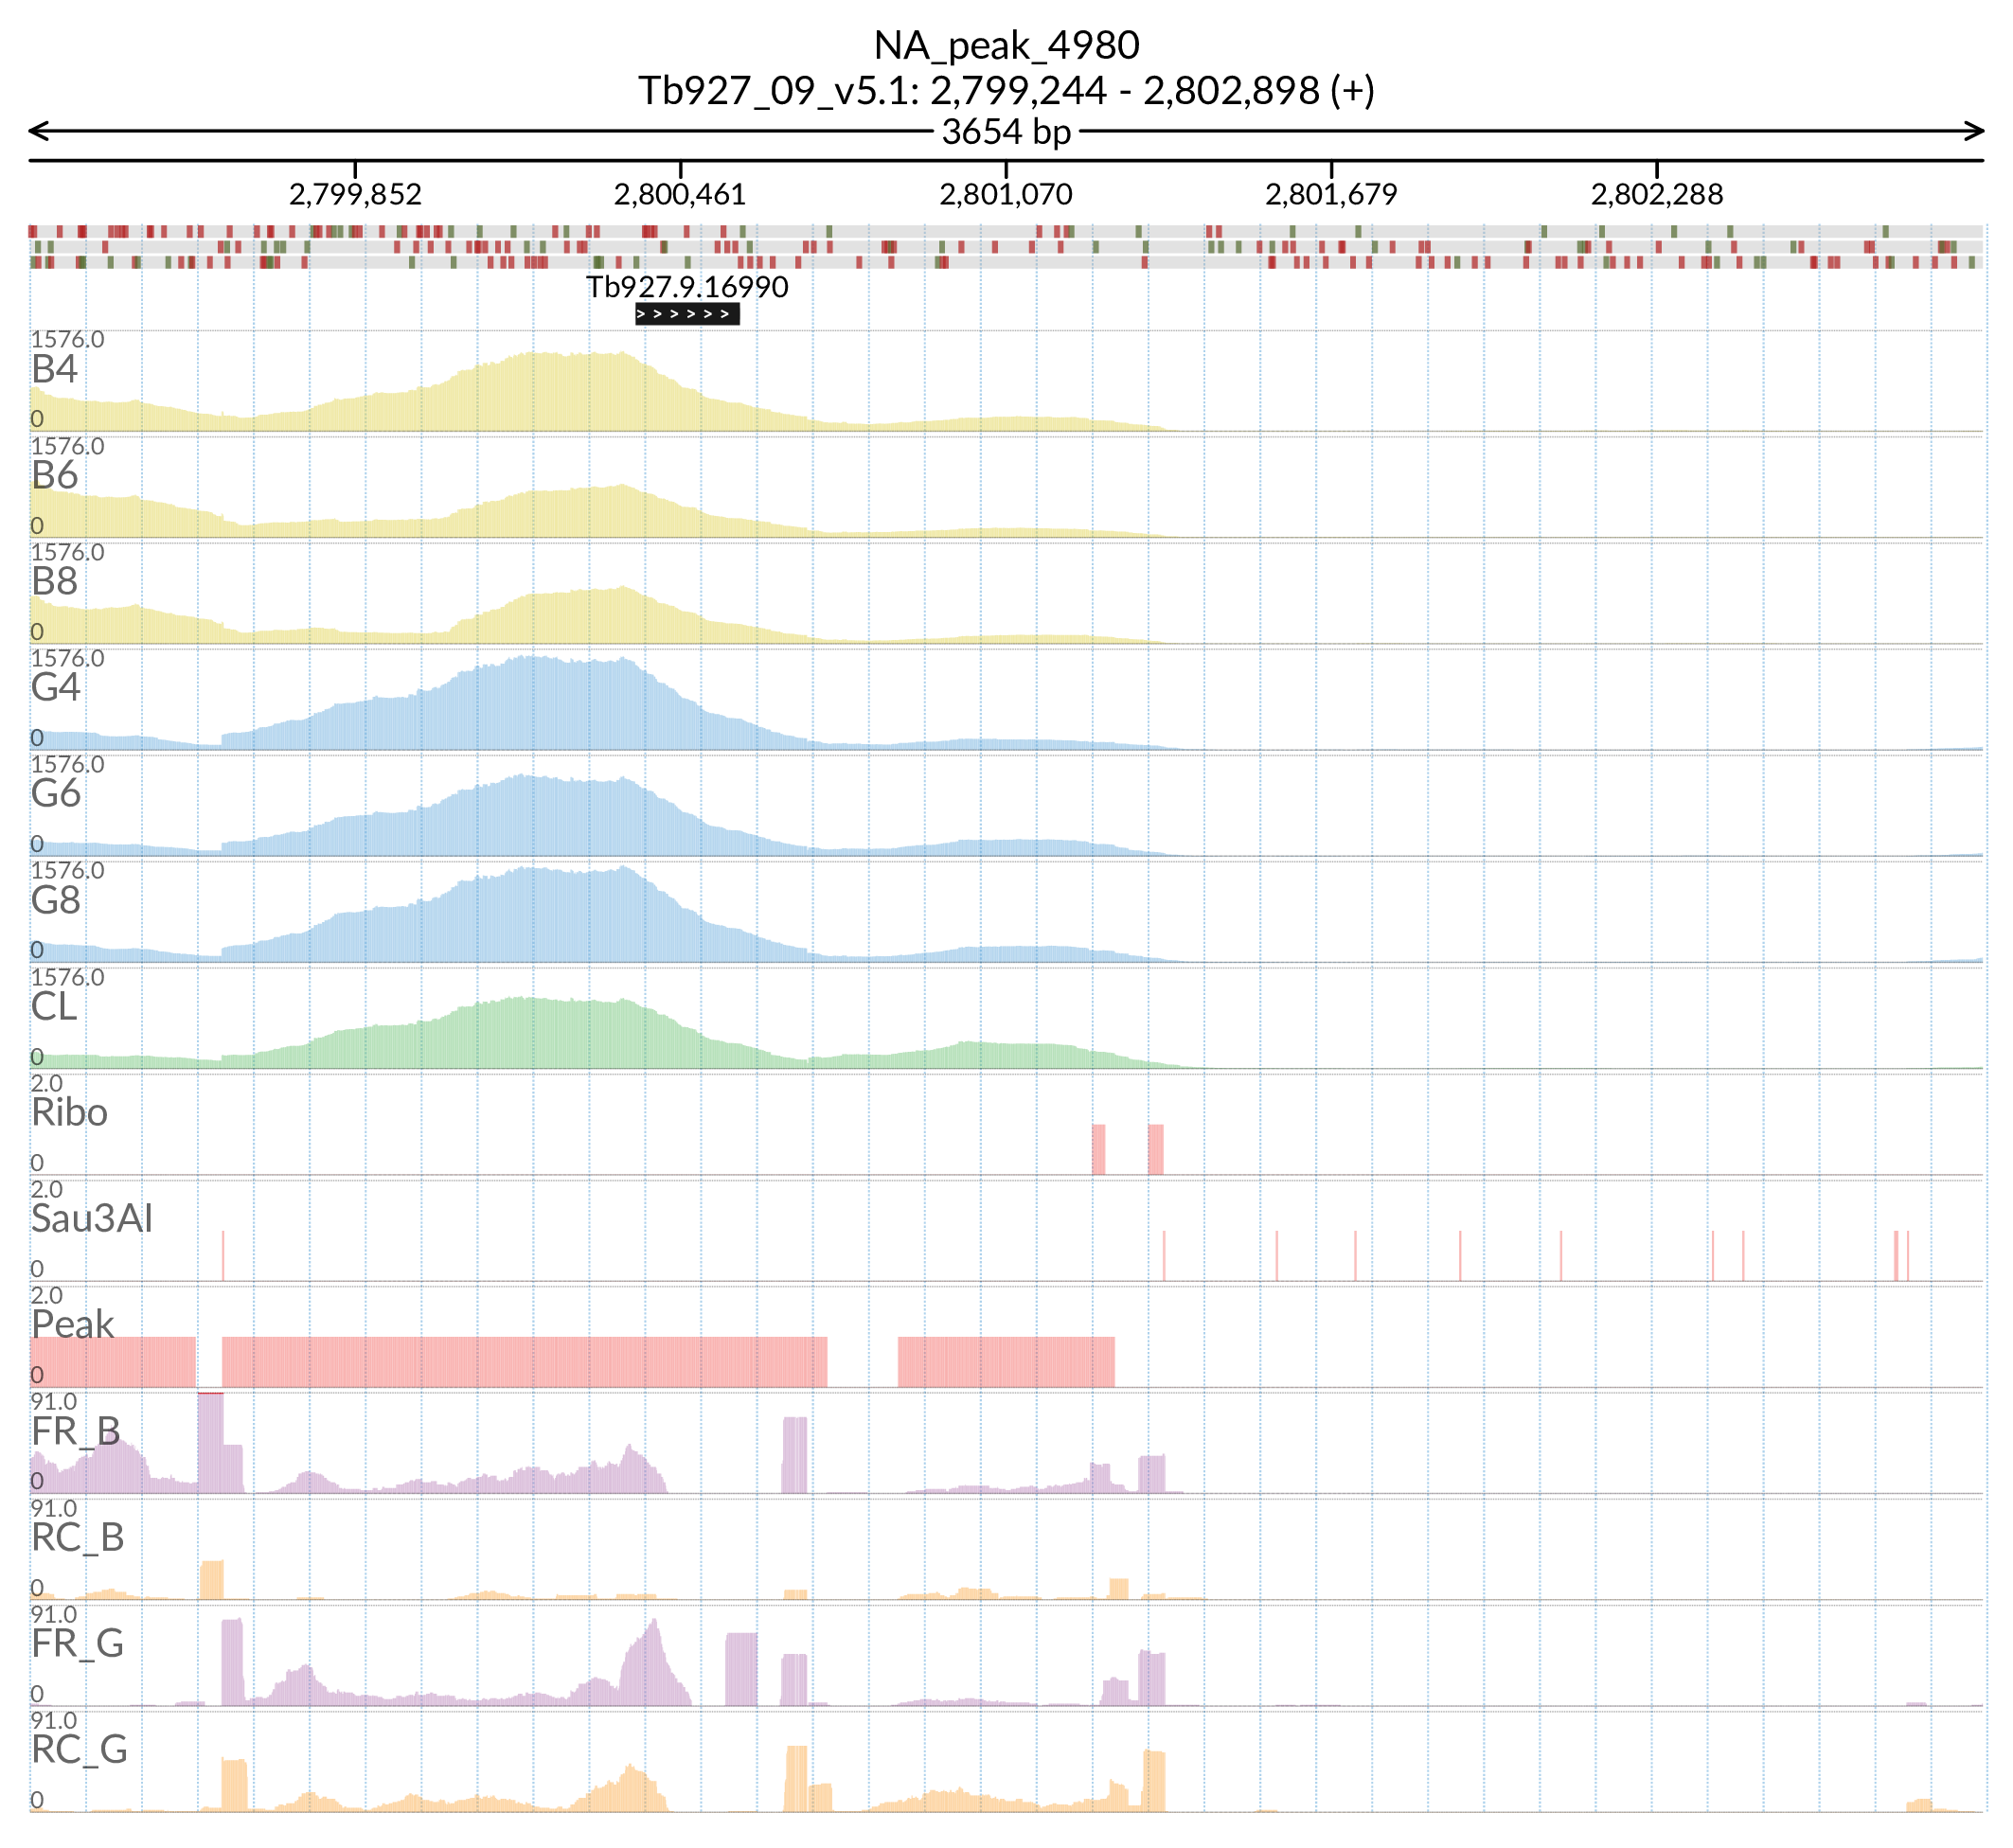 NA_peak_4980
Tb927_09_v5.1: 2,799,244 - 2,802,898 (+)
3654 bp
2,799,852 2,800,461 2,801,070 2,801,679 2,802,288
Tb927.9.16990
> > > > > >
1576.0
B4
0
1576.0
B6
0
1576.0
B8
0
1576.0
G4
0
1576.0
G6
0
1576.0
G8
0
1576.0
CL
0
2.0
Ribo
0
2.0
Sau3AI
0
2.0
Peak
0
91.0
FR_B
0
91.0
RC_B
0
91.0
FR_G
0
91.0
RC_G
0